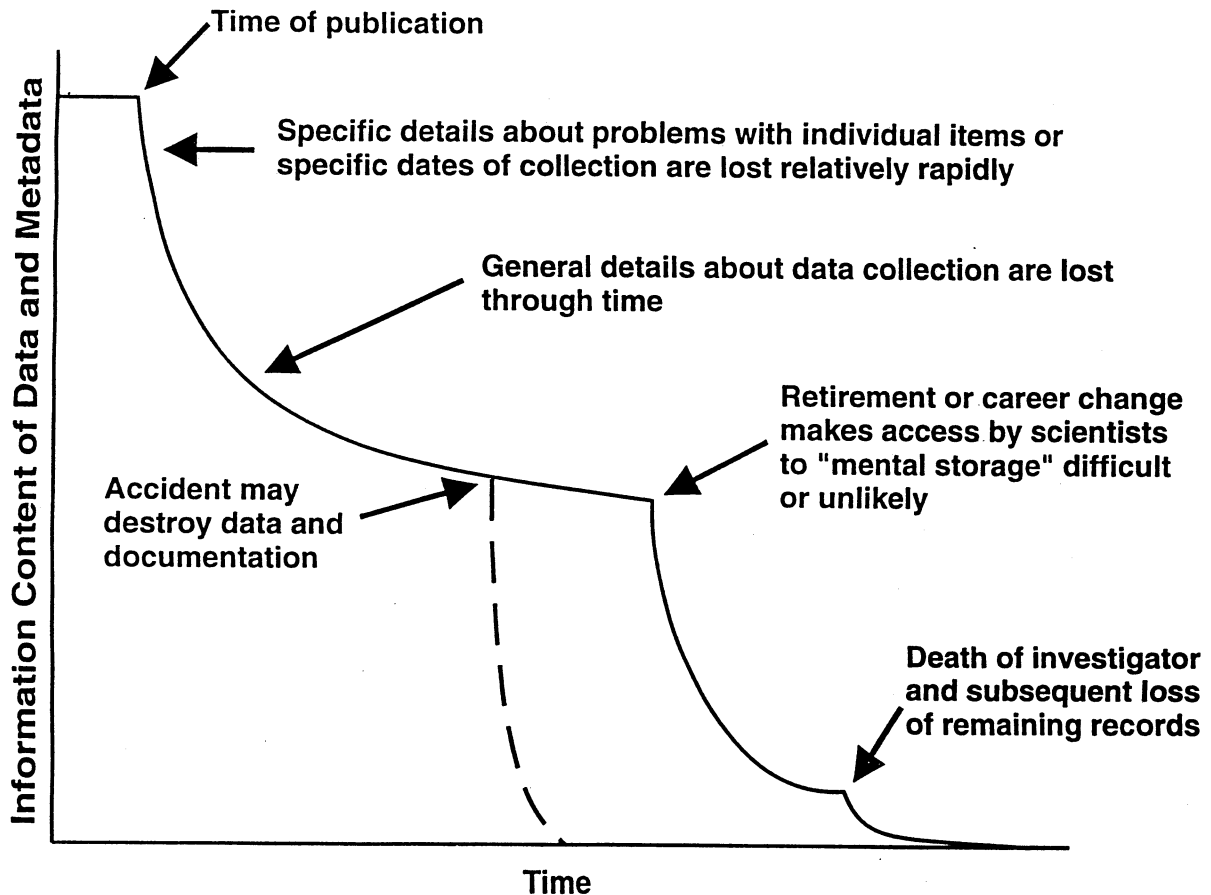 Time of publication
Information Content of Data and Metadata
Specific details about problems with individual items or
specific dates of collection are lost relatively rapidly
General details about data collection are lost
through time
Retirement or career change
makes access by scientists
to "mental storage" difficult
or unlikely
Accident may
destroy data and
documentation
Death of investigator
and subsequent loss
of remaining records
Time